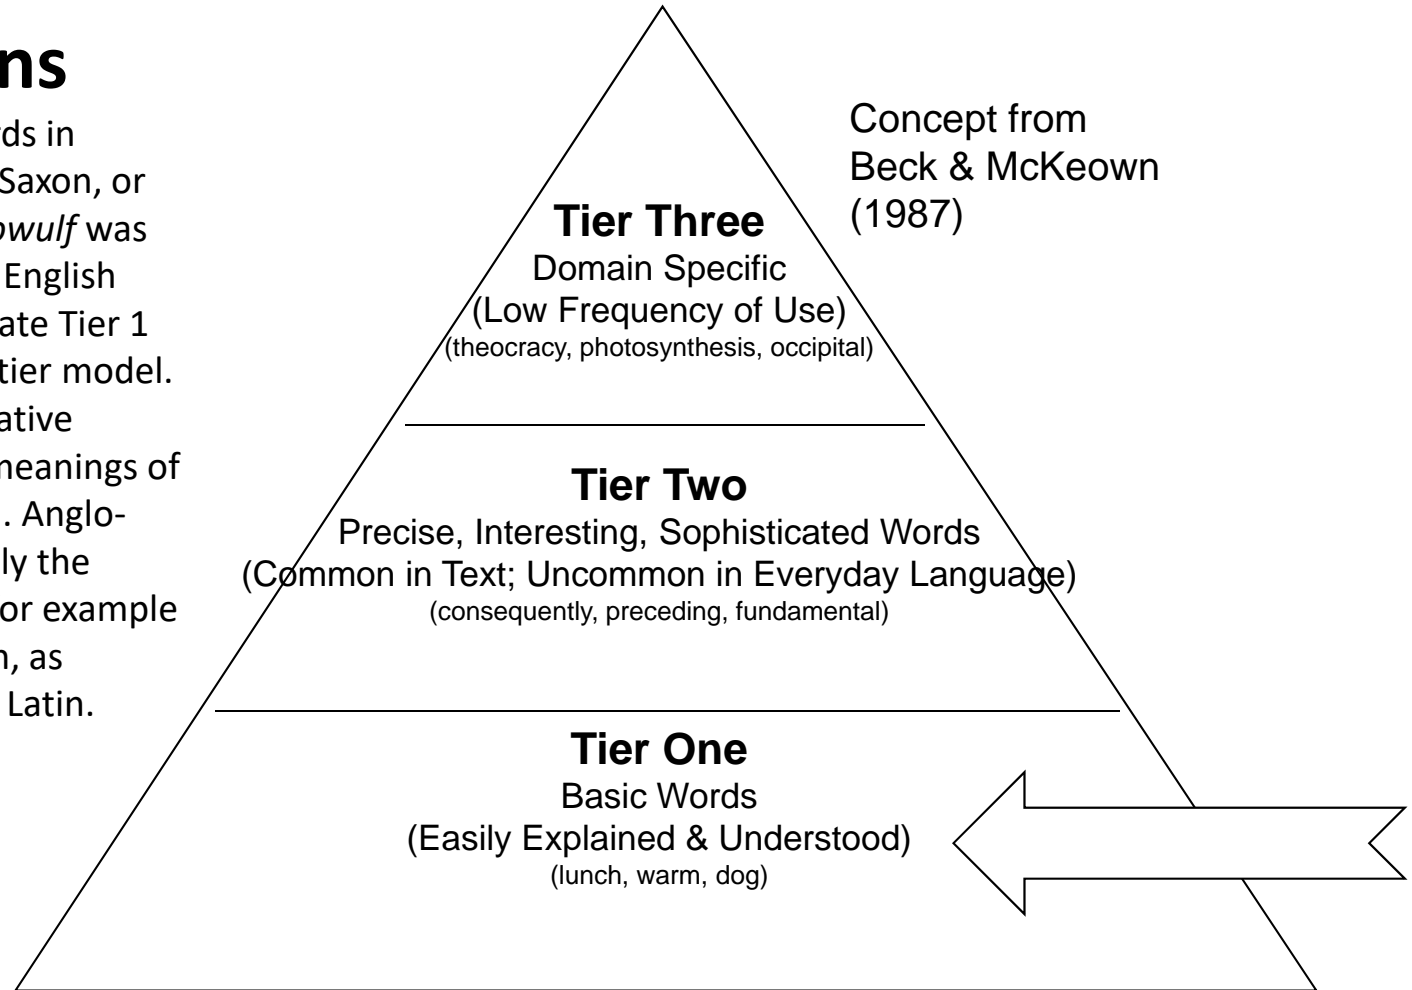 ns
ds in
Saxon, or
owulf was
English
ate Tier 1
tier model.
ative
meanings of
. Anglo-
ly the
or example
n, as
Latin.
Concept from
Beck & McKeown
(1987)
Tier Three
Domain Specific
(Low Frequency of Use)
(theocracy, photosynthesis, occipital)
Tier Two
Precise, Interesting, Sophisticated Words
(Common in Text; Uncommon in Everyday Language)
(consequently, preceding, fundamental)
Tier One
Basic Words
(Easily Explained & Understood)
(lunch, warm, dog)